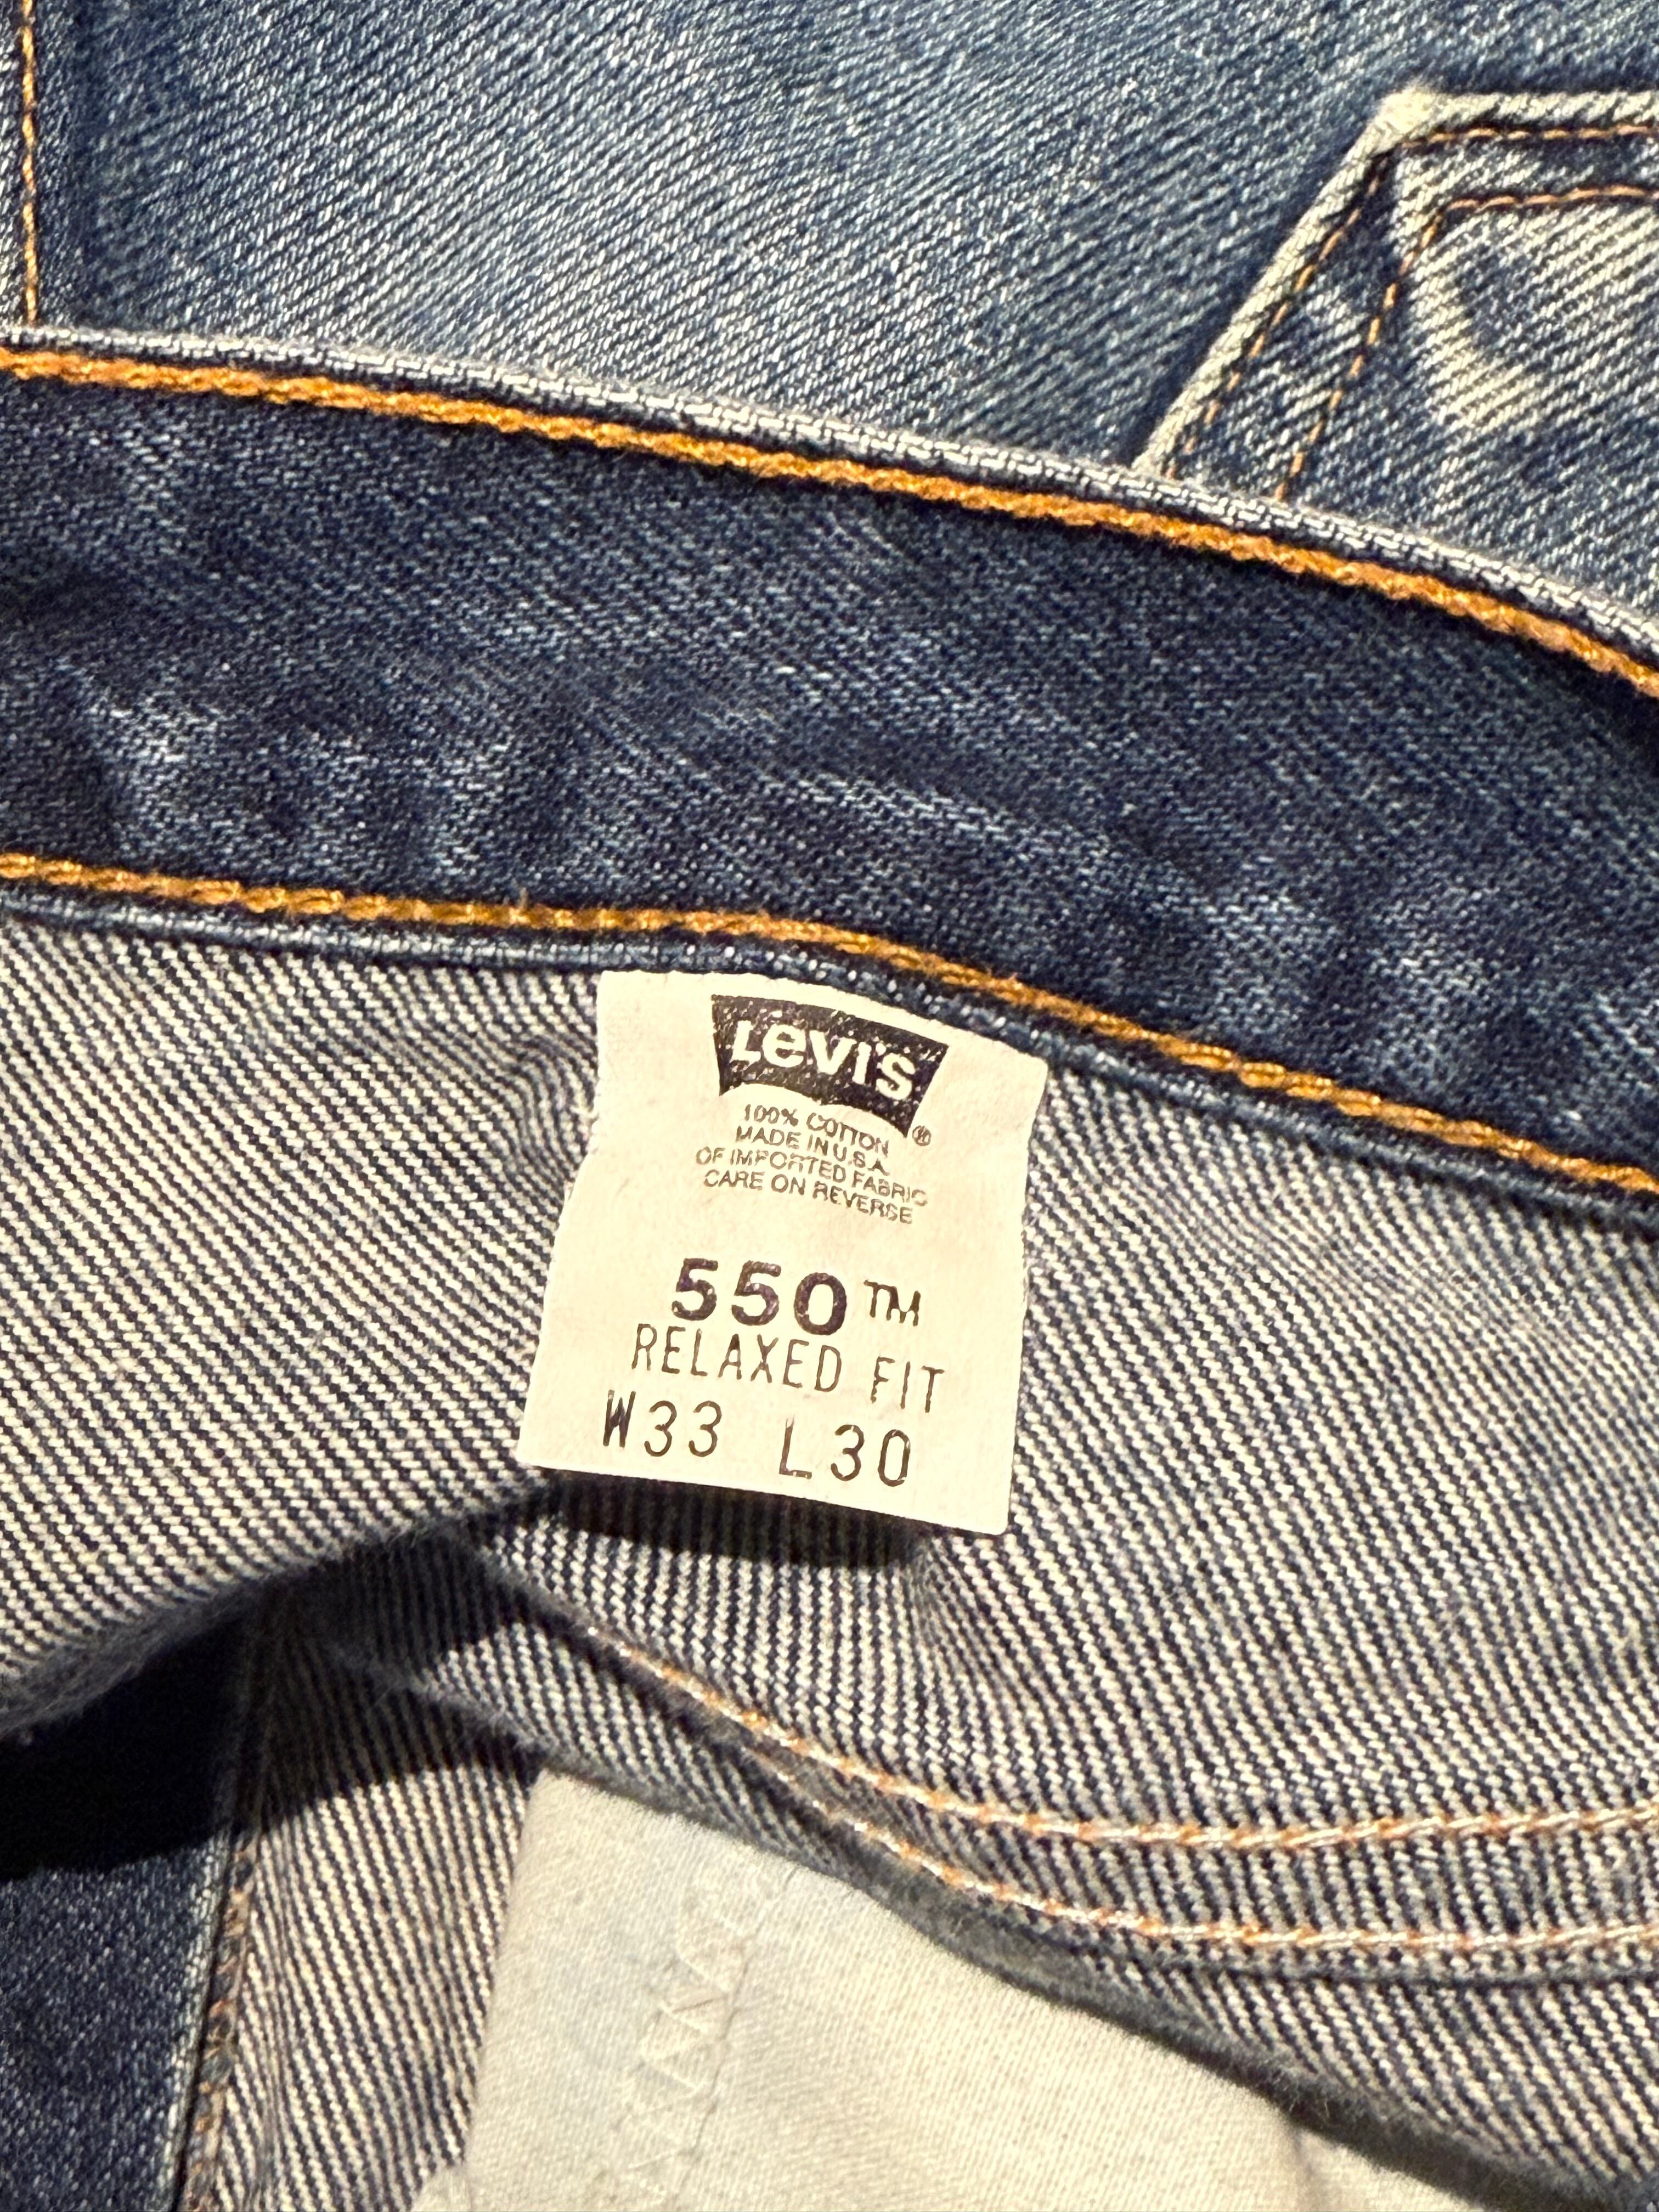 LEVI'S
®
100% COTTON
MADE IN U.S.A.
OF IMPORTED FABRIC
CARE ON REVERSE
550™
RELAXED FIT
W33 L30